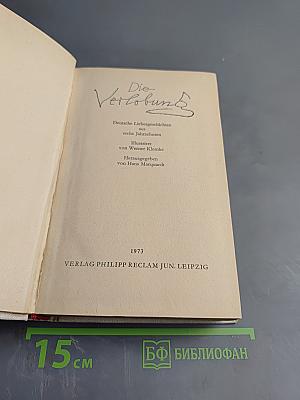 Die
Verlobung
Deutsche Liebesgeschichten
aus
sechs Jahrzehnten
Illustriert
von Werner Klemke
Herausgegeben
von Hans Marquardt
1973
VERLAG PHILIPP RECLAM JUN. LEIPZIG
15 СМ
БФ БИБЛИОФАН